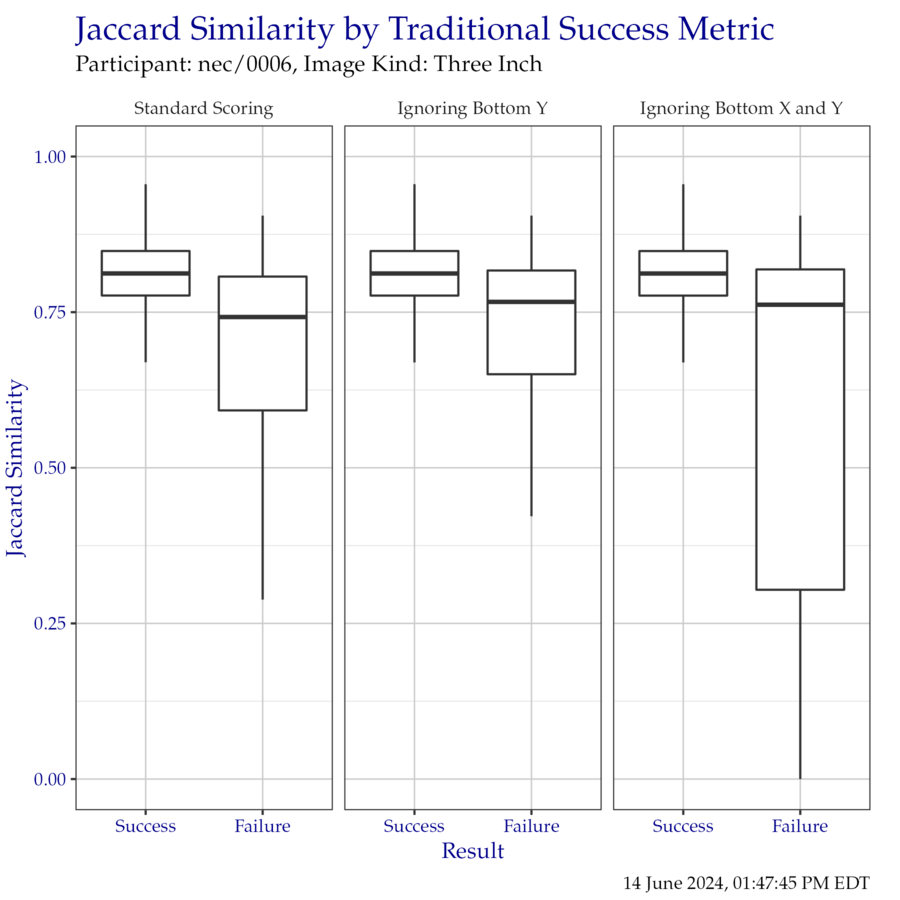 Jaccard Similarity by Traditional Success Metric
Participant: nec/0006, Image Kind: Three Inch
Standard Scoring
Ignoring Bottom Y
Ignoring Bottom X and Y
1.00
0.75
0.50
0.25
0.00
Jaccard Similarity
Success Failure
Success Failure
Success Failure
Result
14 June 2024, 01:47:45 PM EDT